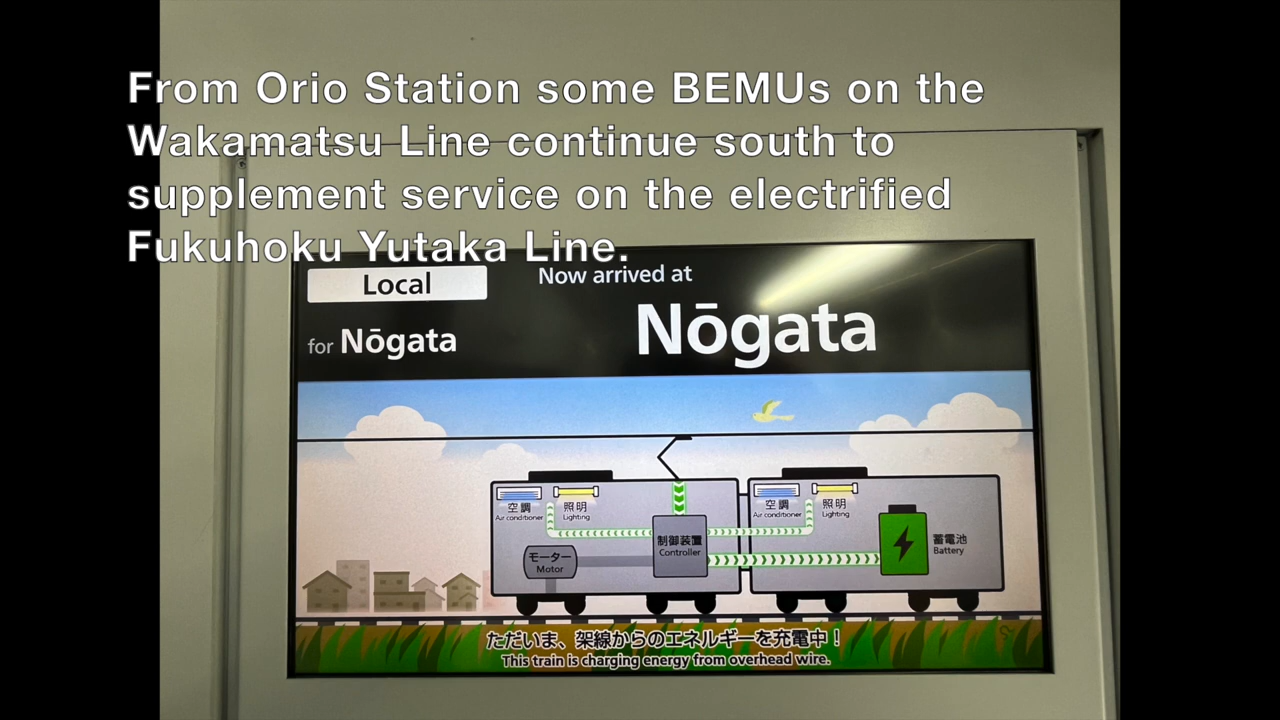 From Orio Station some BEMUs on the
Wakamatsu Line continue south to
supplement service on the electrified
Fukuhoku Yutaka Line.
Local
Now arrived at
for Nōgata
Nōgata
空調
Air conditioner
照明
Lighting
空調
Air conditioner
照明
Lighting
制御装置
Controller
モーター
Motor
蓄電池
Battery
ただいま、架線からのエネルギーを充電中!
This train is charging energy from overhead wire.